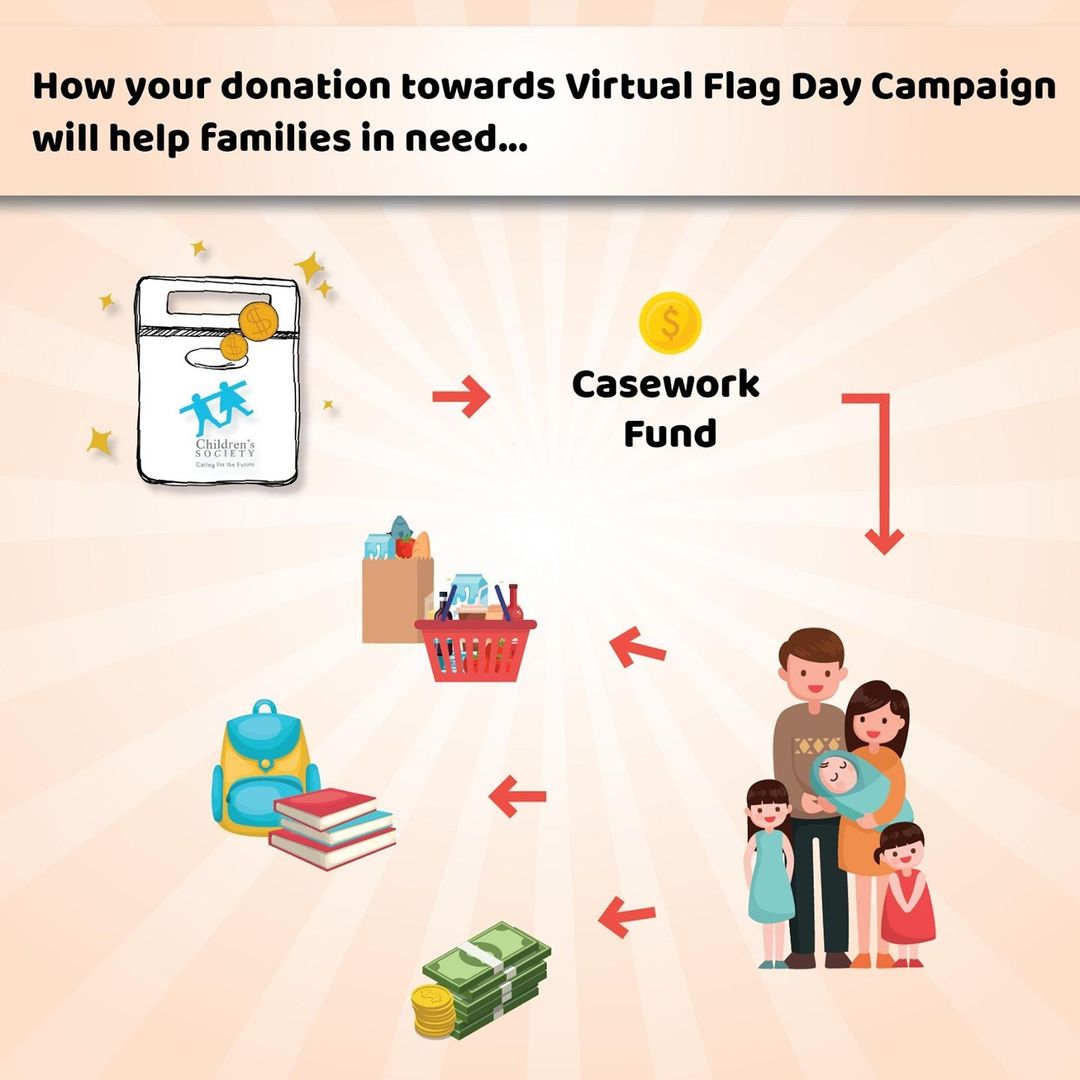 How your donation towards Virtual Flag Day Campaign
will help families in need...
$
$
$
Children's
SOCIETY
Caring for the Future
Casework
Fund